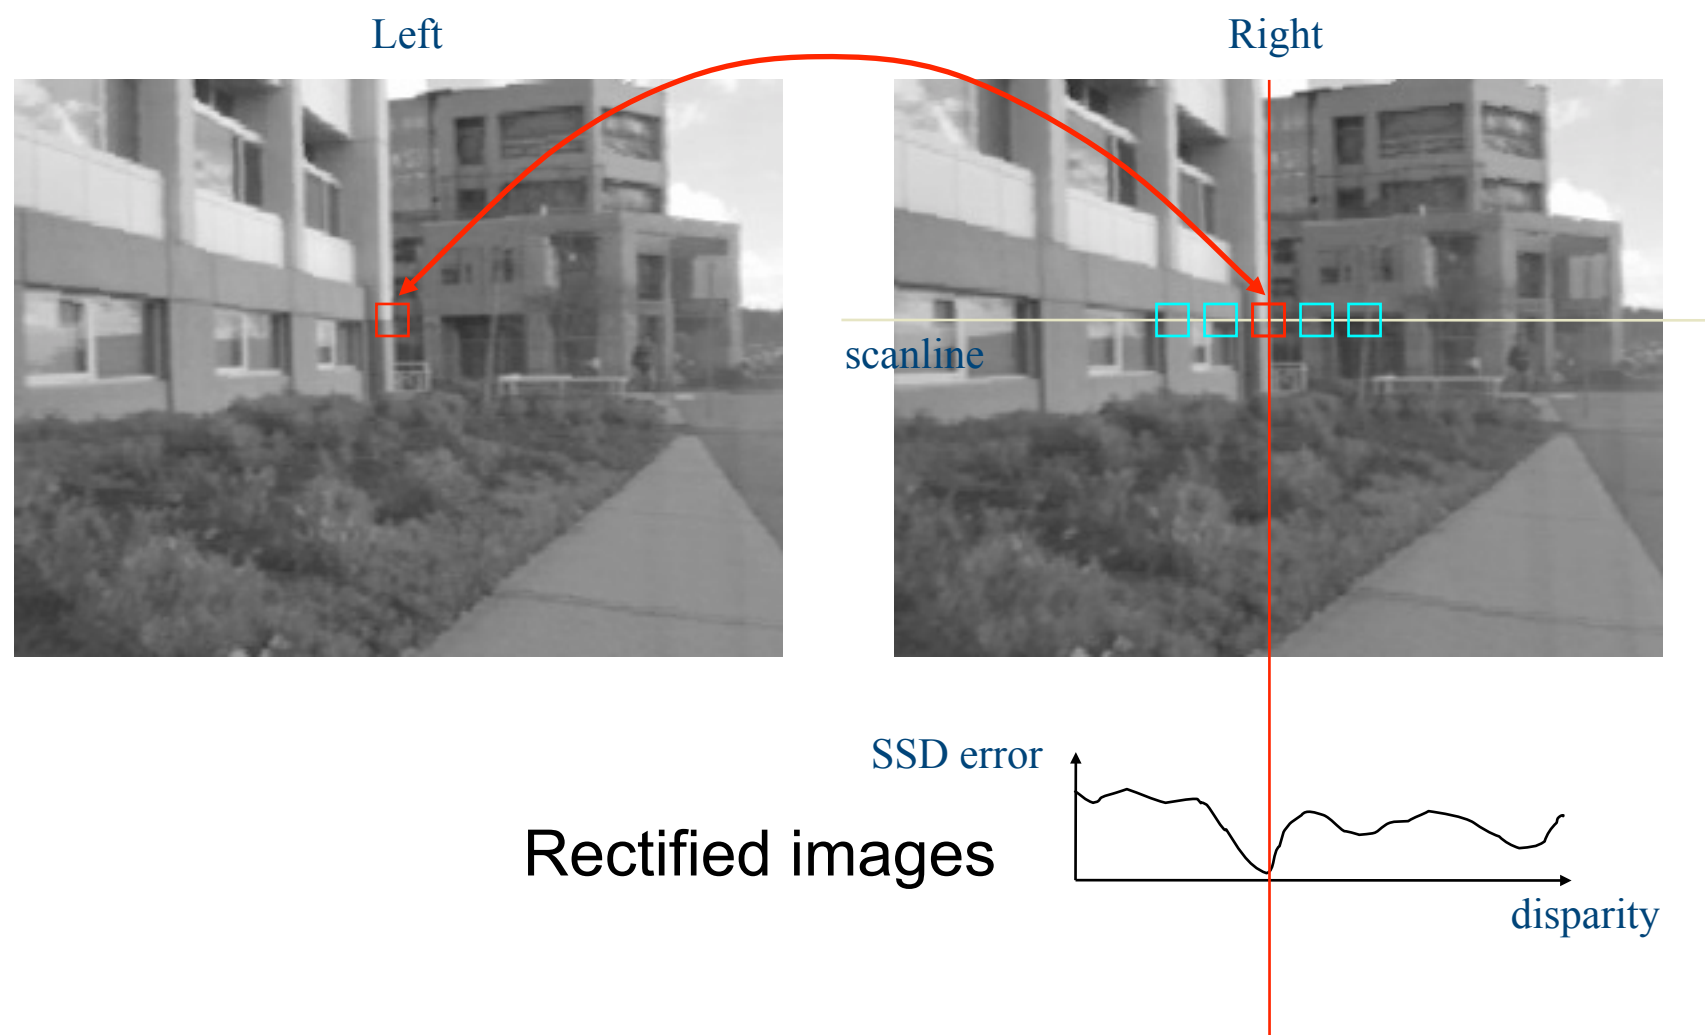 Left
Right
scanline
SSD error
Rectified images
disparity